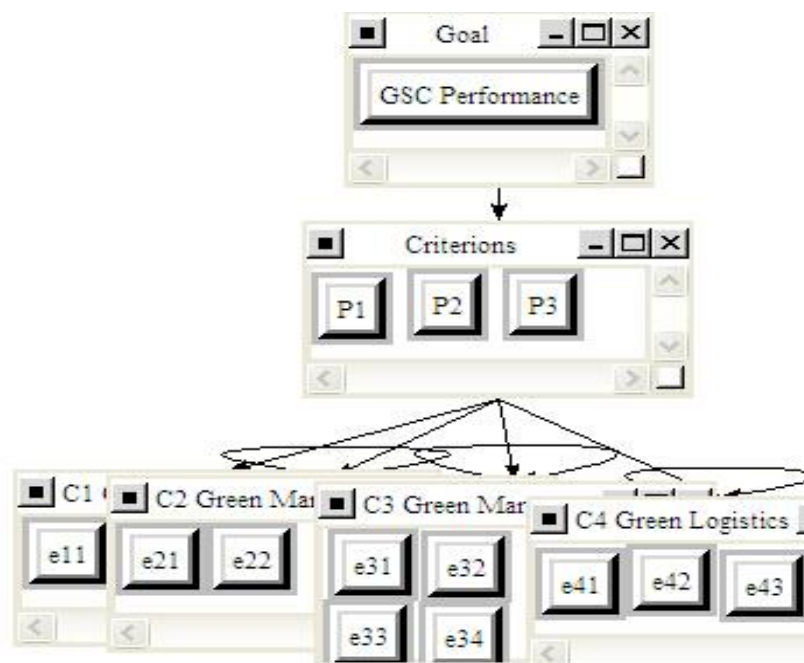 Goal
GSC Performance
Criterions
P1 P2 P3
C1
C2 Green Mar
C3 Green Mar
C4 Green Logistics
e11
e21 e22
e31 e32
e33 e34
e41 e42 e43